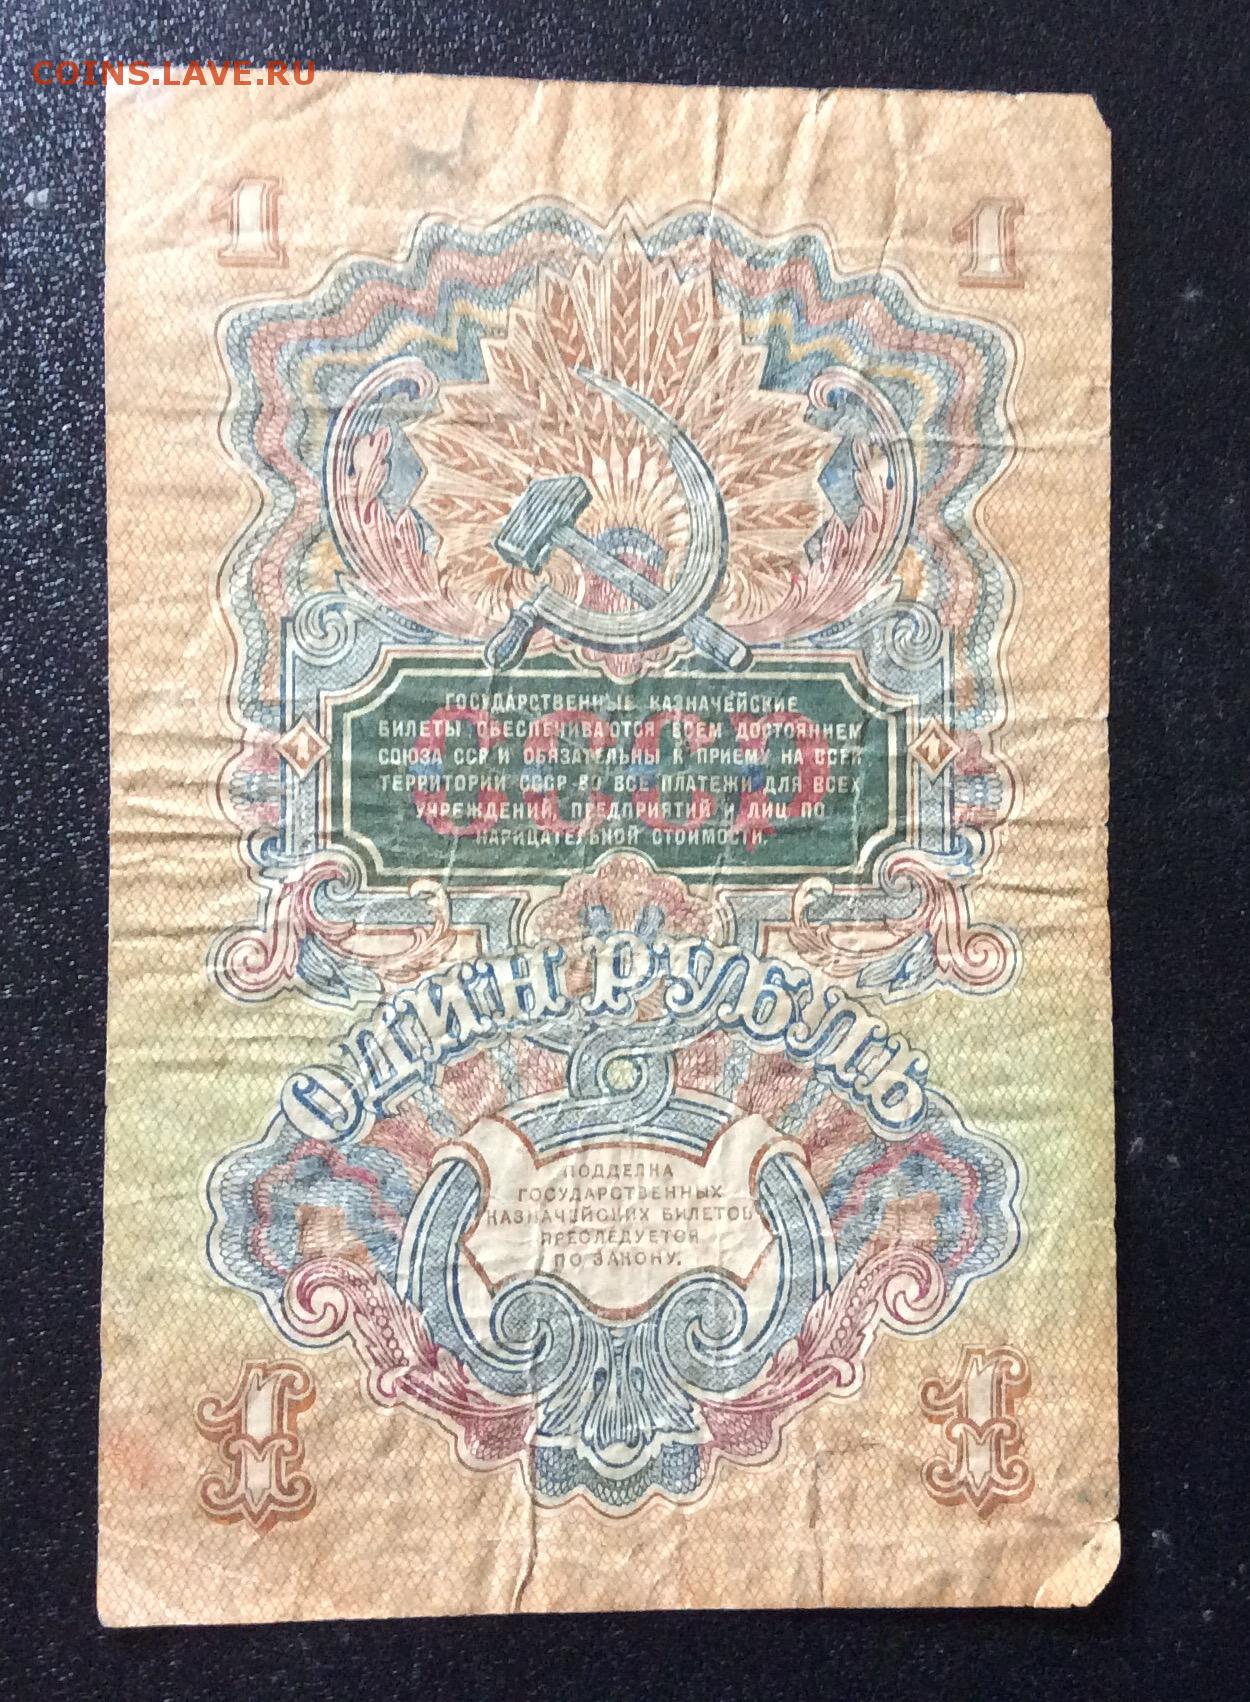 COINS.LAVE.RU
1 1
ГОСУДАРСТВЕННЫЕ КАЗНАЧЕЙСКИЕ
БИЛЕТЫ ОБЕСПЕЧИВАЮТСЯ ВСЕМ ДОСТОЯНИЕМ
СОЮЗА ССР И ОБЯЗАТЕЛЬНЫ К ПРИЕМУ НА ВСЕЙ
ТЕРРИТОРИИ СССР ВО ВСЕ ПЛАТЕЖИ ДЛЯ ВСЕХ
УЧРЕЖДЕНИЙ, ПРЕДПРИЯТИЙ И ЛИЦ ПО
НАРИЦАТЕЛЬНОЙ СТОИМОСТИ.
СССР
1 1
ОДИН РУБЛЬ
ПОДДЕЛКА
ГОСУДАРСТВЕННЫХ
КАЗНАЧЕЙСКИХ БИЛЕТОВ
ПРЕСЛЕДУЕТСЯ
ПО ЗАКОНУ.
1 1